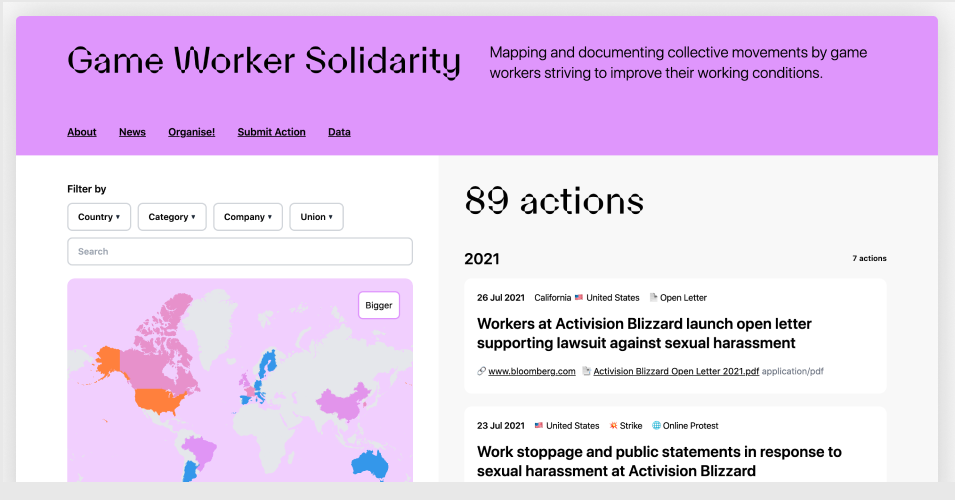 Game Worker Solidarity
Mapping and documenting collective movements by game
workers striving to improve their working conditions.
About News Organise! Submit Action Data
Filter by
Country ▾ Category ▾ Company ▾ Union ▾
Search
Bigger
89 actions
2021 7 actions
26 Jul 2021 California 🇺🇸 United States Open Letter
Workers at Activision Blizzard launch open letter
supporting lawsuit against sexual harassment
www.bloomberg.com Activision Blizzard Open Letter 2021.pdf application/pdf
23 Jul 2021 🇺🇸 United States 💥 Strike 🌐 Online Protest
Work stoppage and public statements in response to
sexual harassment at Activision Blizzard